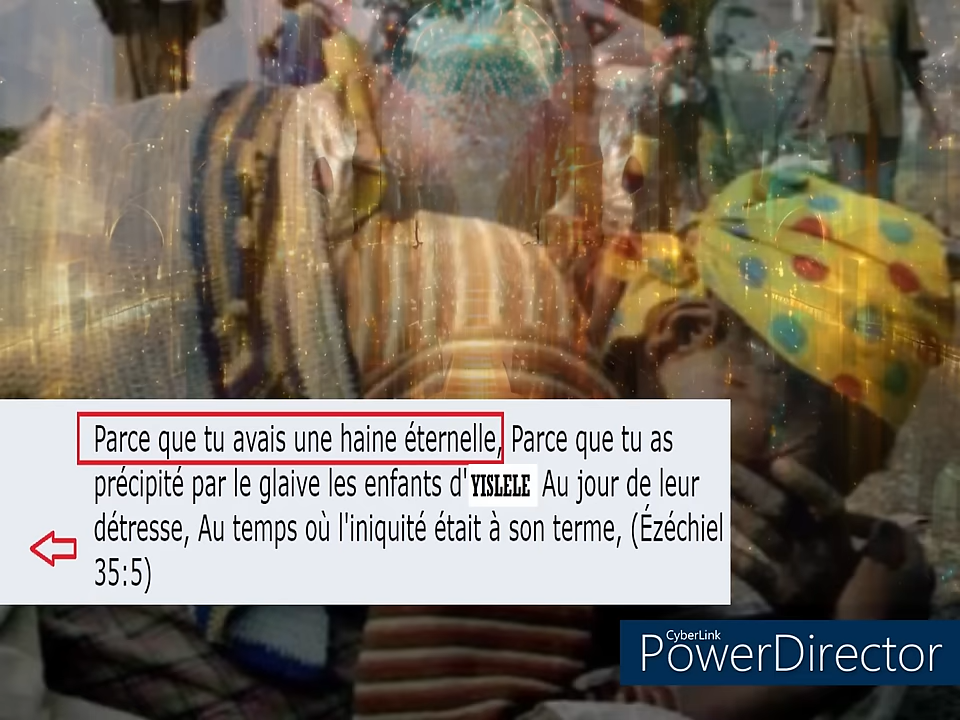 Parce que tu avais une haine éternelle, Parce que tu as
précipité par le glaive les enfants d'YISLELE Au jour de leur
détresse, Au temps où l'iniquité était à son terme, (Ézéchiel
35:5)
CyberLink
PowerDirector